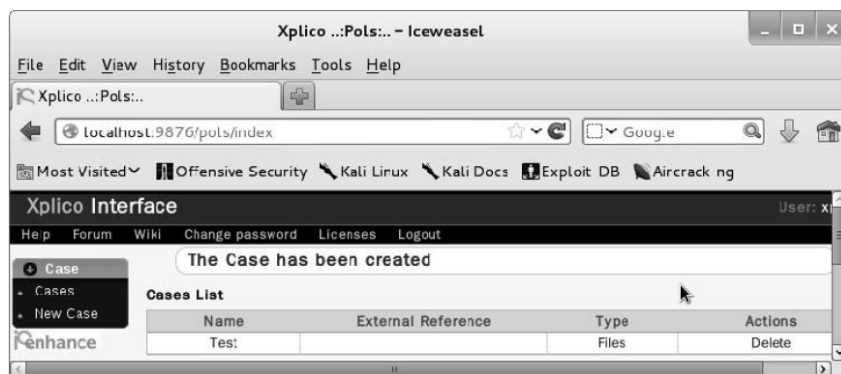 Xplico ..:Pols:.. – Iceweasel
File Edit View History Bookmarks Tools Help
Xplico ..:Pols:..
localhost:9876/pols/index
Google
Most Visited Offensive Security Kali Linux Kali Docs Exploit DB Aircrack ng
Xplico Interface User: xp
Help Forum Wiki Change password Licenses Logout
The Case has been created
Case
Cases
New Case
Cases List
Name External Reference Type Actions
Test Files Delete
enhance